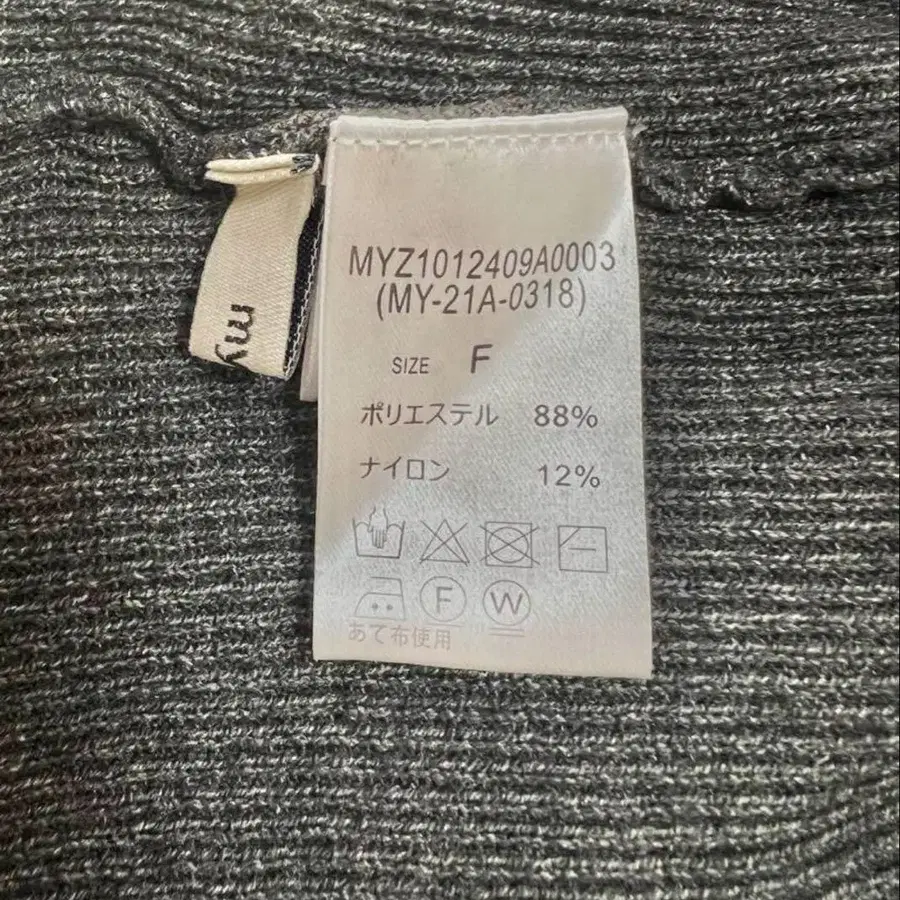 my
MYZ1012409A0003
(MY-21A-0318)
SIZE F
ポリエステル 88%
ナイロン 12%
F W
あて布使用